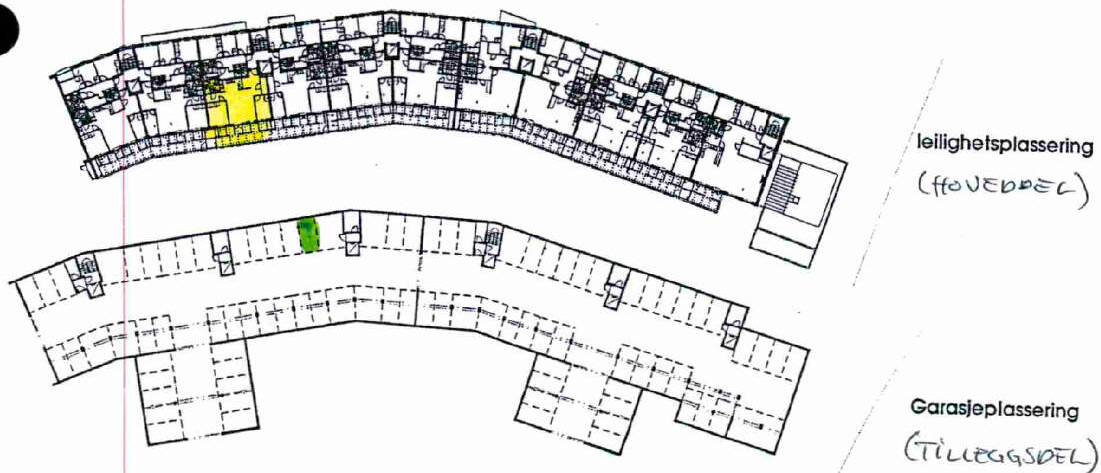 leilighetsplassering
(HOVEDDEL)
Garasjeplassering
(TILLEGGSDEL)